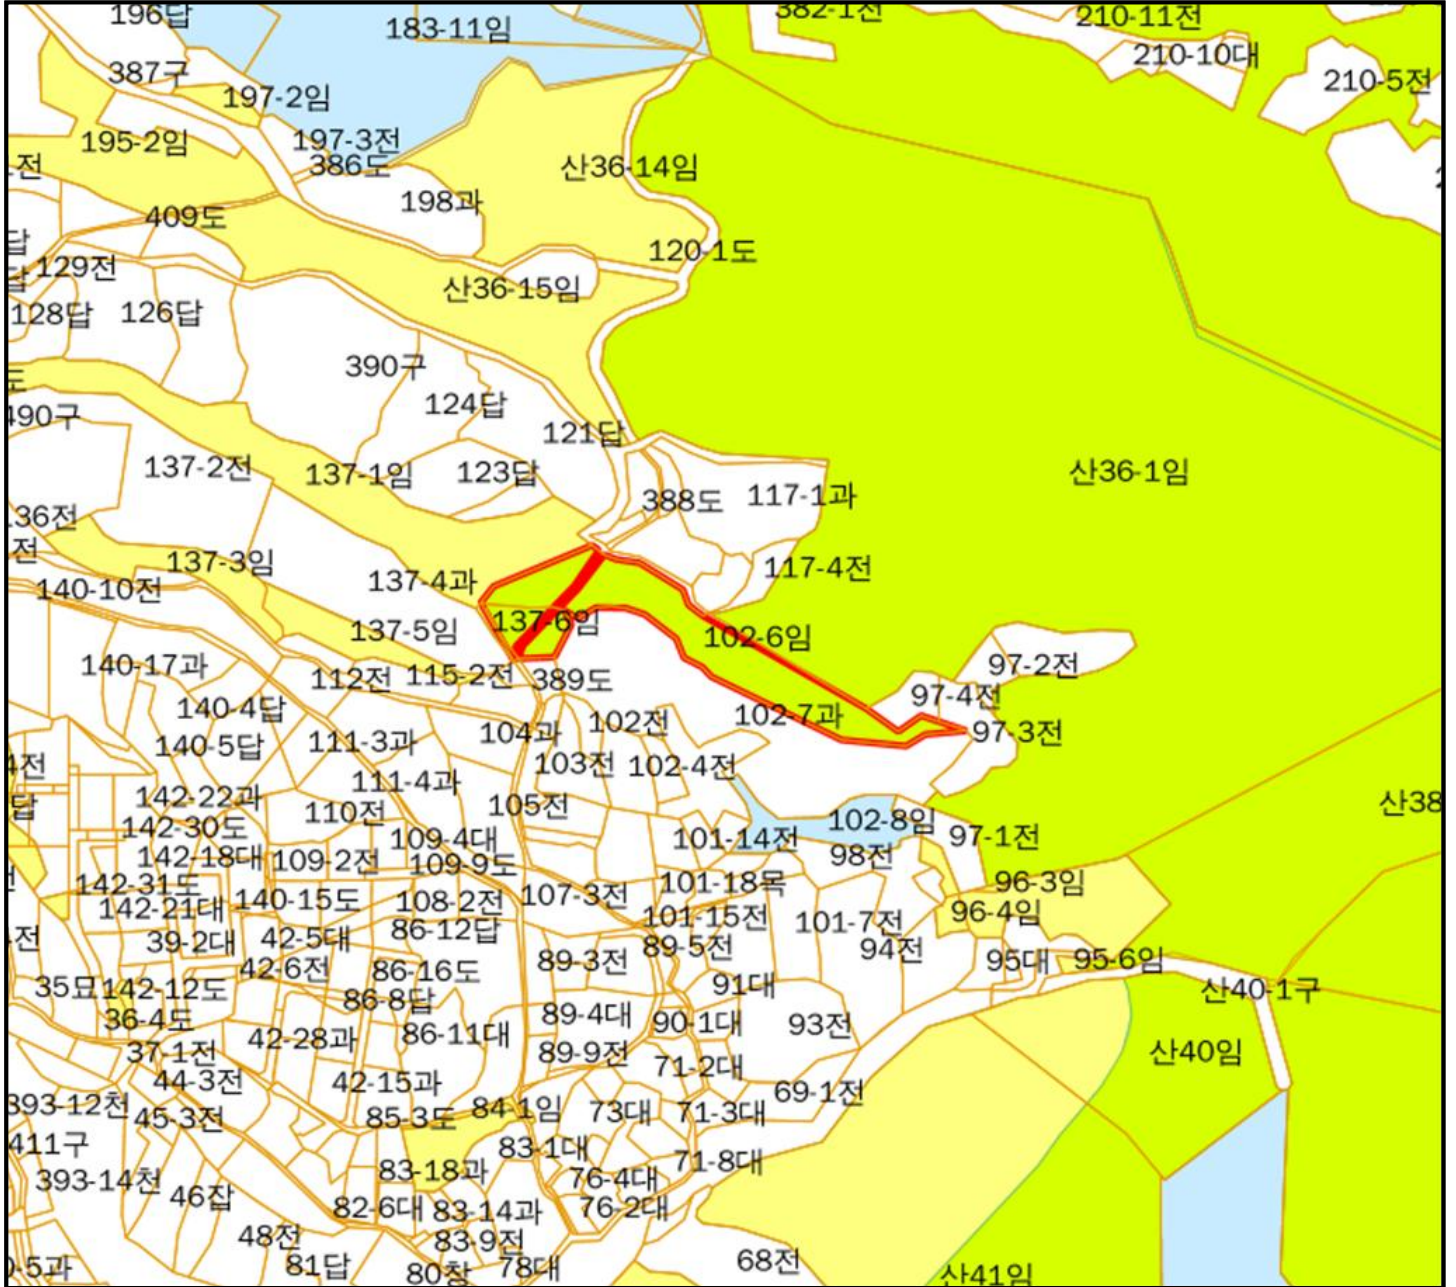 196답
183-11임
382-1전
210-11전
387구
210-10대
210-5전
197-2임
195-2임
197-3전
386도
산36-14임
198과
409도
120-1도
129전
산36-15임
128답
126답
390구
124답
490구
121답
137-2전
137-1임
123답
산36-1임
388도
117-1과
136전
137-3임
137-4과
117-4전
140-10전
137-6임
137-5임
102-6임
140-17과
112전
115-2전
389도
97-2전
97-4전
140-4답
102전
102-7과
97-3전
140-5답
111-3과
104과
103전
102-4전
111-4과
142-22과
110전
105전
산38
142-30도
109-4대
101-14전
102-8임
97-1전
142-18대
109-2전
109-9도
98전
142-31도
140-15도
108-2전
107-3전
101-18목
96-3임
142-21대
101-15전
101-7전
96-4임
39-2대
42-5대
86-12답
89-5전
94전
42-6전
86-16도
89-3전
95대
95-6임
35묘
142-12도
86-8답
91대
산40-1구
36-4도
89-4대
90-1대
93전
42-28과
86-11대
37-1전
89-9전
산40임
44-3전
42-15과
71-2대
69-1전
393-12천
45-3전
85-3도
84-1임
73대
71-3대
411구
83-1대
83-18과
71-8대
393-14천
46잡
76-4대
82-6대
83-14과
76-2대
48전
83-9전
81답
80창
78대
68전
산41임